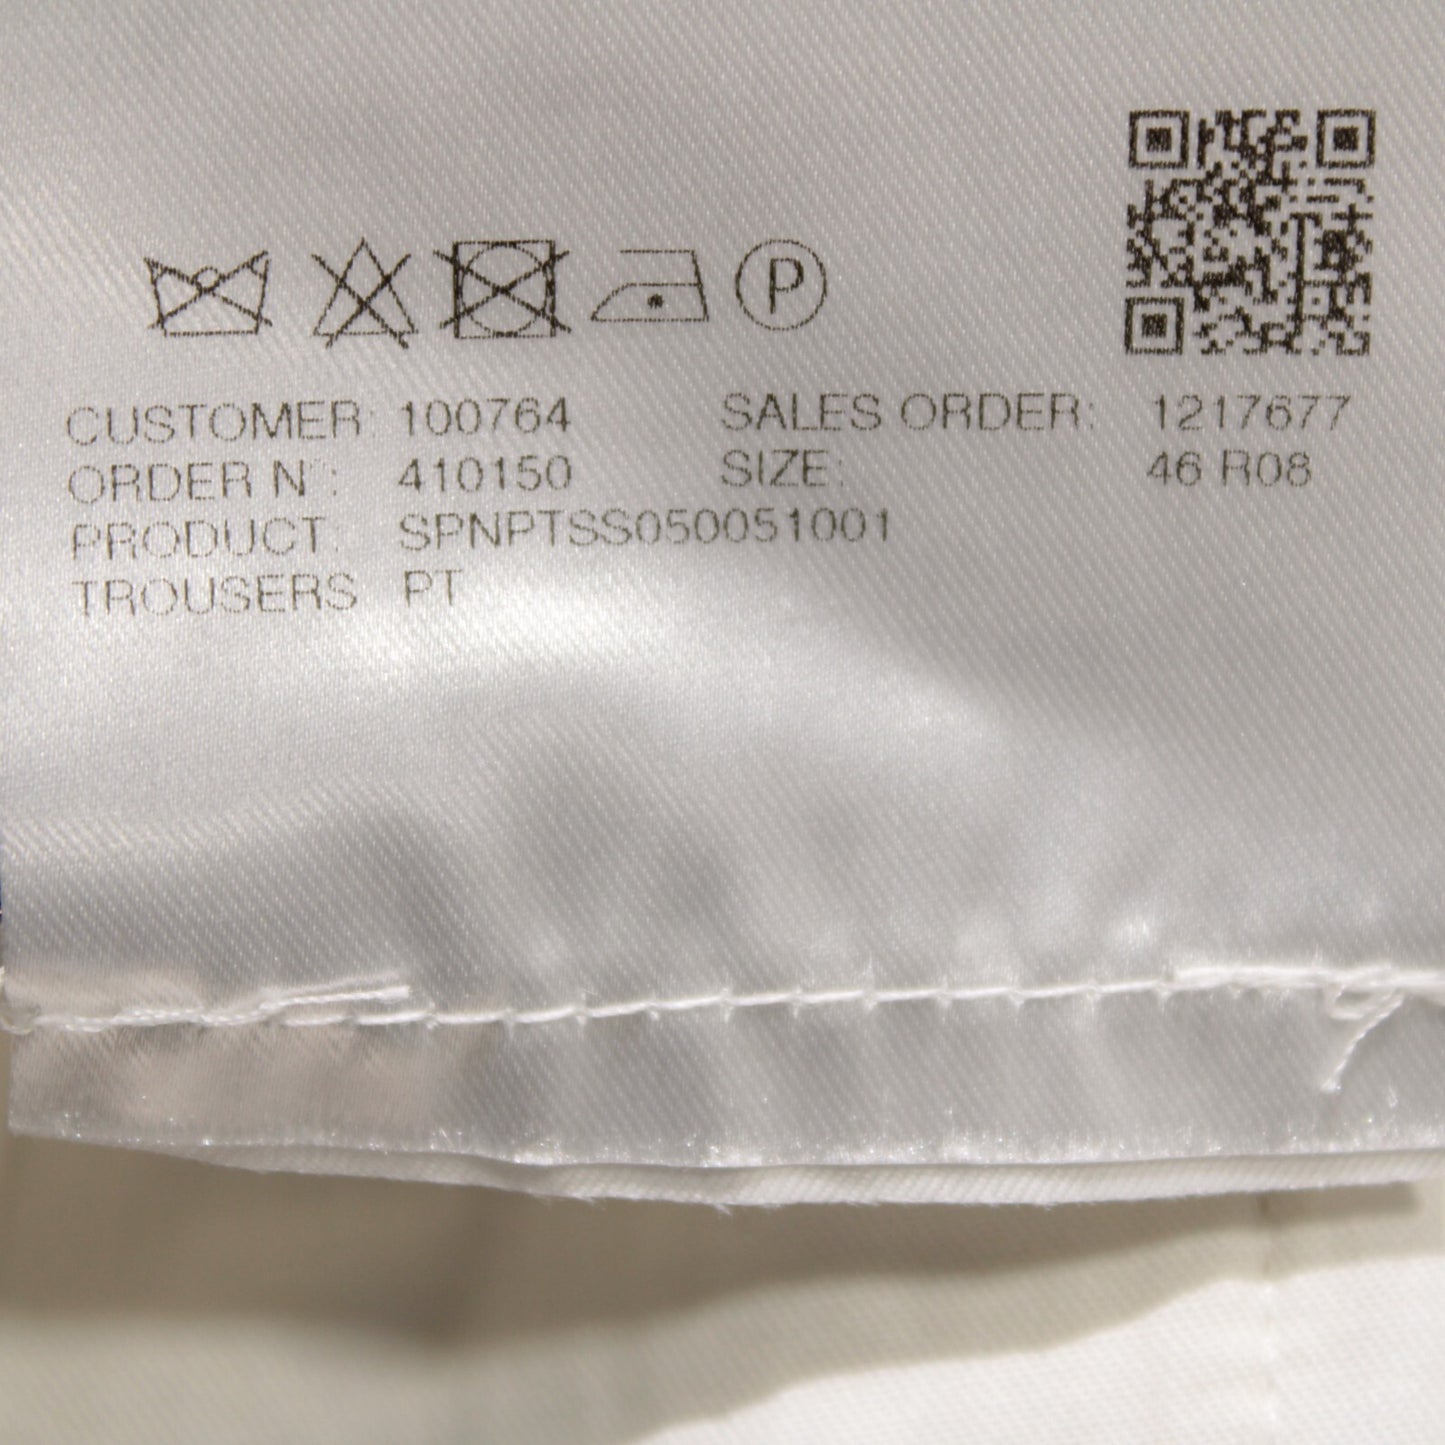 P
CUSTOMER: 100764 SALES ORDER: 1217677
ORDER N°: 410150 SIZE: 46 R08
PRODUCT: SPNPTSS050051001
TROUSERS PT